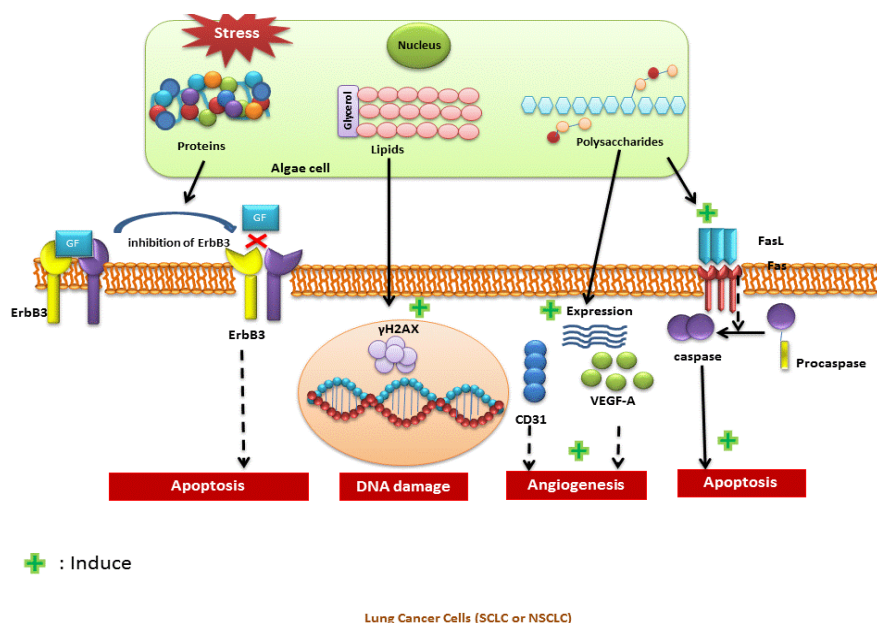 Stress
Nucleus
Glycerol
Proteins
Lipids
Polysaccharides
Algae cell
GF
GF
inhibition of ErbB3
FasL
Fas
ErbB3
ErbB3
γH2AX
Expression
caspase
Procaspase
CD31
VEGF-A
Apoptosis
DNA damage
Angiogenesis
Apoptosis
: Induce
Lung Cancer Cells (SCLC or NSCLC)